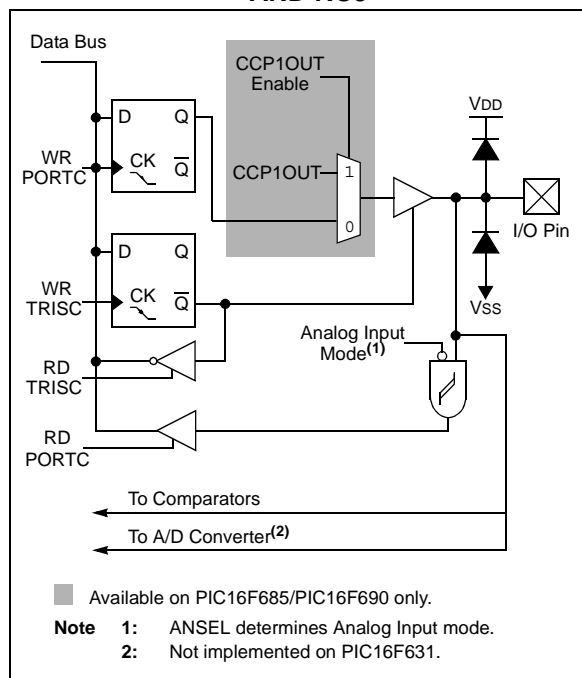 Data Bus
CCP1OUT
Enable
VDD
D Q
WR
PORTC
CK Q
CCP1OUT
1
0
I/O Pin
D Q
WR
TRISC
CK Q
VSS
Analog Input
Mode(1)
RD
TRISC
RD
PORTC
To Comparators
To A/D Converter(2)
Available on PIC16F685/PIC16F690 only.
Note 1: ANSEL determines Analog Input mode.
2: Not implemented on PIC16F631.